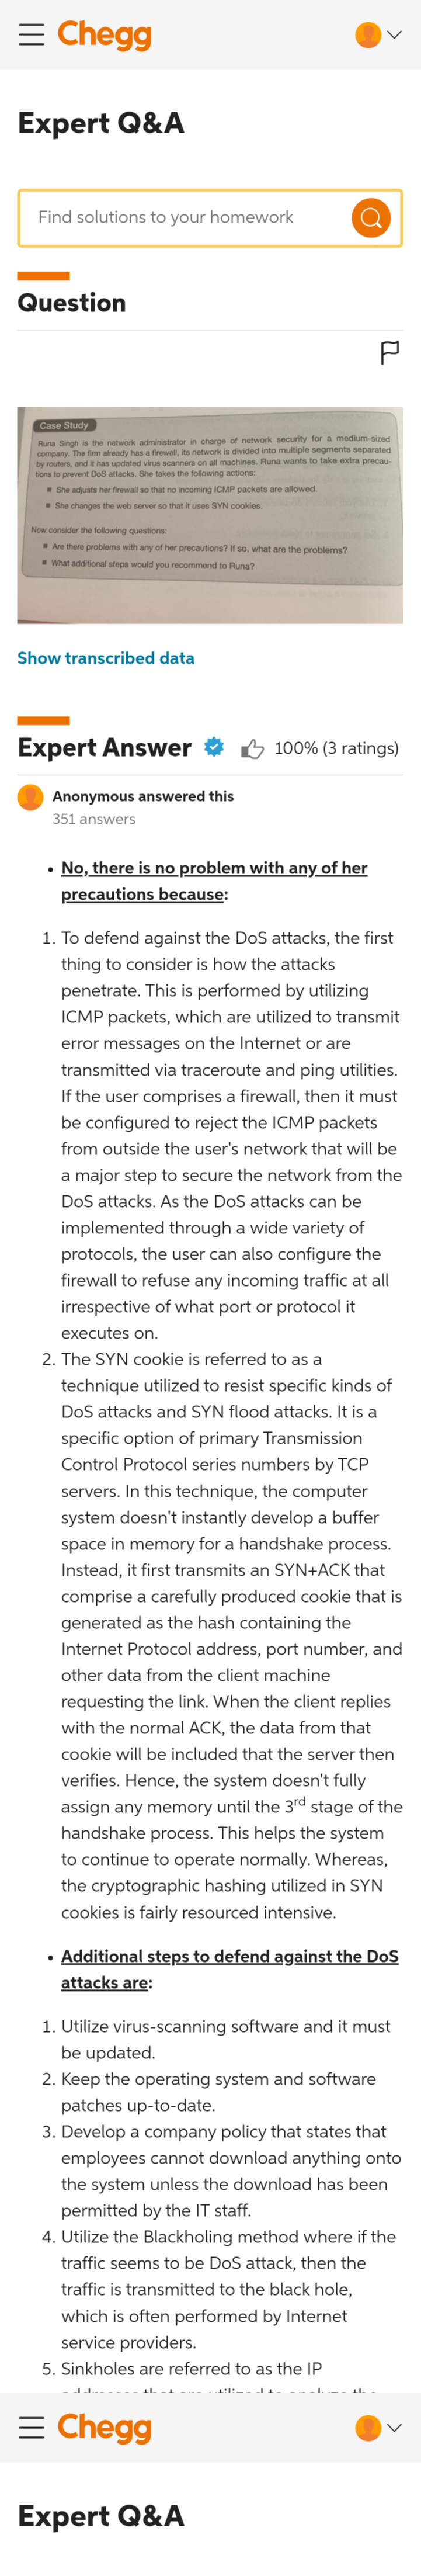 Chegg
Expert Q&A
Find solutions to your homework
Question
Case Study
Runa Singh is the network administrator in charge of network security for a medium-sized
company. The firm already has a firewall, its network is divided into multiple segments separated
by routers, and it has updated virus scanners on all machines. Runa wants to take extra precau-
tions to prevent DoS attacks. She takes the following actions:
■ She adjusts her firewall so that no incoming ICMP packets are allowed.
■ She changes the web server so that it uses SYN cookies.
Now consider the following questions:
■ Are there problems with any of her precautions? If so, what are the problems?
■ What additional steps would you recommend to Runa?
Show transcribed data
Expert Answer
100% (3 ratings)
Anonymous answered this
351 answers
• No, there is no problem with any of her
precautions because:
1. To defend against the DoS attacks, the first
thing to consider is how the attacks
penetrate. This is performed by utilizing
ICMP packets, which are utilized to transmit
error messages on the Internet or are
transmitted via traceroute and ping utilities.
If the user comprises a firewall, then it must
be configured to reject the ICMP packets
from outside the user's network that will be
a major step to secure the network from the
DoS attacks. As the DoS attacks can be
implemented through a wide variety of
protocols, the user can also configure the
firewall to refuse any incoming traffic at all
irrespective of what port or protocol it
executes on.
2. The SYN cookie is referred to as a
technique utilized to resist specific kinds of
DoS attacks and SYN flood attacks. It is a
specific option of primary Transmission
Control Protocol series numbers by TCP
servers. In this technique, the computer
system doesn't instantly develop a buffer
space in memory for a handshake process.
Instead, it first transmits an SYN+ACK that
comprise a carefully produced cookie that is
generated as the hash containing the
Internet Protocol address, port number, and
other data from the client machine
requesting the link. When the client replies
with the normal ACK, the data from that
cookie will be included that the server then
verifies. Hence, the system doesn't fully
assign any memory until the 3rd stage of the
handshake process. This helps the system
to continue to operate normally. Whereas,
the cryptographic hashing utilized in SYN
cookies is fairly resourced intensive.
• Additional steps to defend against the DoS
attacks are:
1. Utilize virus-scanning software and it must
be updated.
2. Keep the operating system and software
patches up-to-date.
3. Develop a company policy that states that
employees cannot download anything onto
the system unless the download has been
permitted by the IT staff.
4. Utilize the Blackholing method where if the
traffic seems to be DoS attack, then the
traffic is transmitted to the black hole,
which is often performed by Internet
service providers.
5. Sinkholes are referred to as the IP
Chegg
Expert Q&A